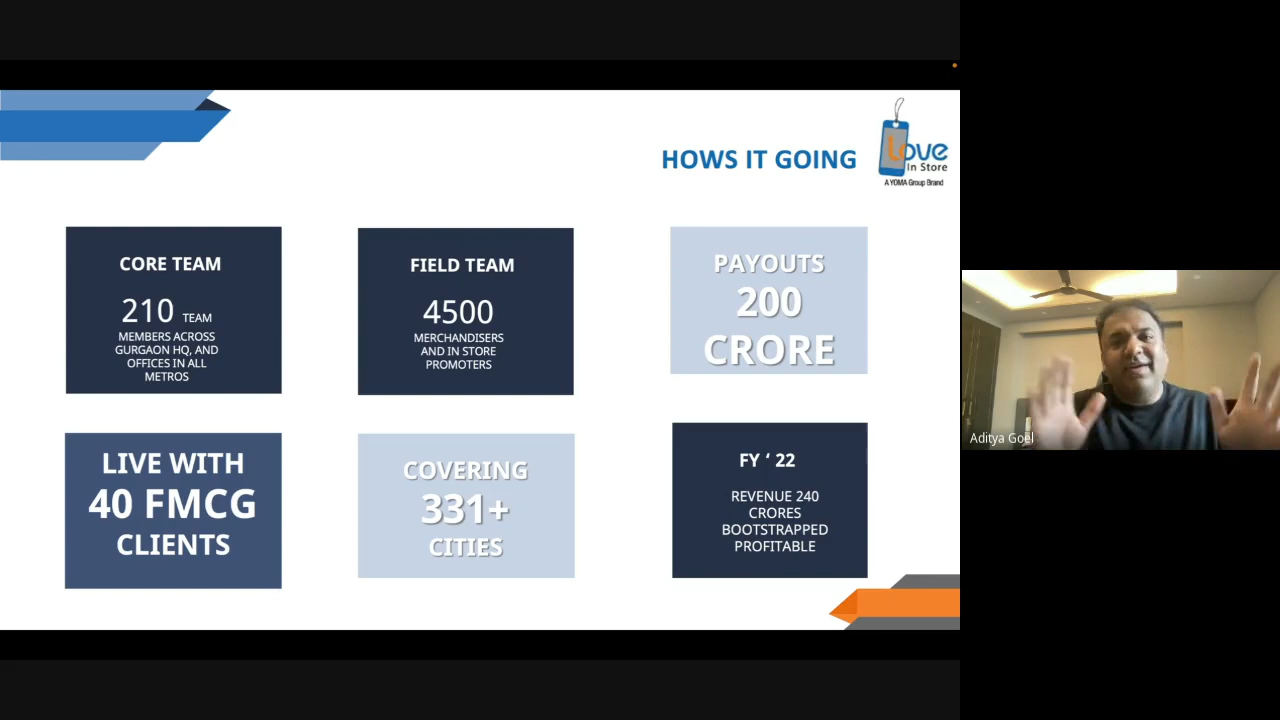 HOWS IT GOING
Love
In Store
A YOMA Group Brand
CORE TEAM
210 TEAM
MEMBERS ACROSS
GURGAON HQ, AND
OFFICES IN ALL
METROS
FIELD TEAM
4500
MERCHANDISERS
AND IN STORE
PROMOTERS
PAYOUTS
200
CRORE
LIVE WITH
40 FMCG
CLIENTS
COVERING
331+
CITIES
FY ‘ 22
REVENUE 240
CRORES
BOOTSTRAPPED
PROFITABLE
Aditya Goel